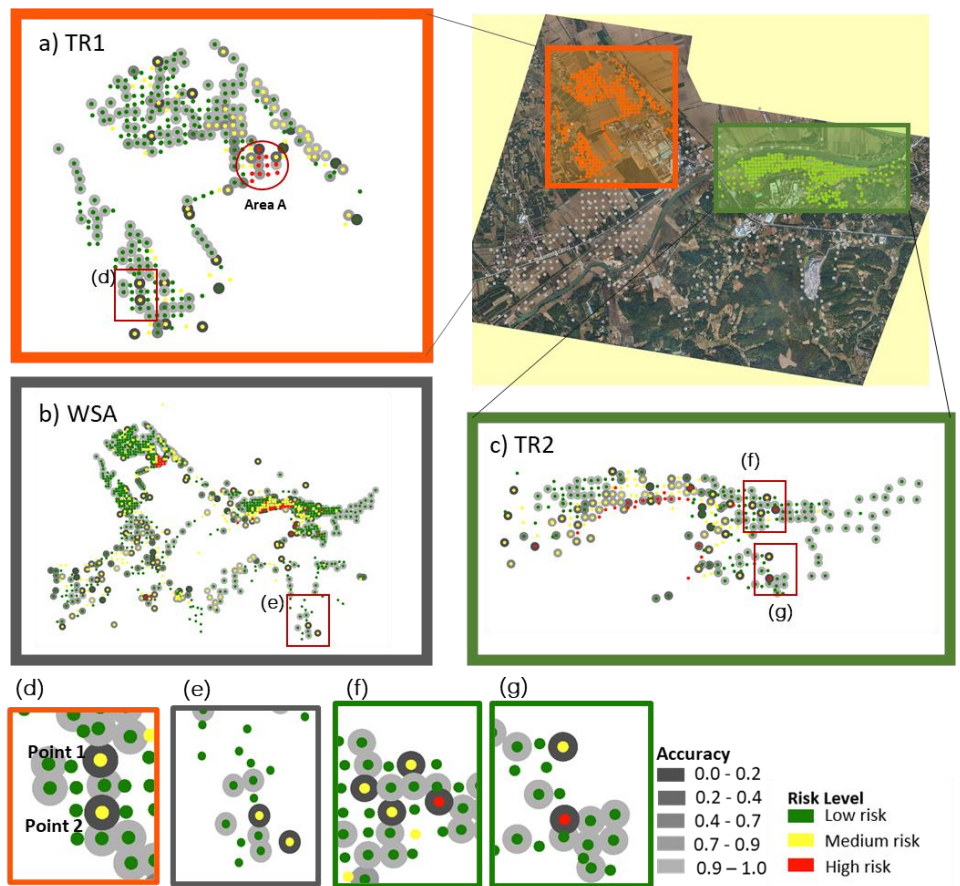 a) TR1
Area A
(d)
b) WSA
(e)
c) TR2
(f)
(g)
(d)
(e)
(f)
(g)
Point 1
Point 2
Accuracy
0.0 - 0.2
0.2 - 0.4
0.4 - 0.7
0.7 - 0.9
0.9 – 1.0
Risk Level
Low risk
Medium risk
High risk